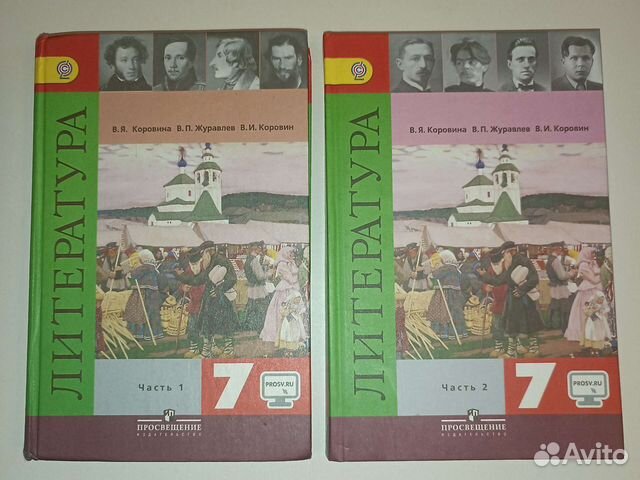 ЛИТЕРАТУРА
В.Я. Коровина В.П. Журавлев В.И. Коровин
Часть 1
7
PROSV.RU
ПРОСВЕЩЕНИЕ
ИЗДАТЕЛЬСТВО
ЛИТЕРАТУРА
В.Я. Коровина В.П. Журавлев В.И. Коровин
Часть 2
7
PROSV.RU
ПРОСВЕЩЕНИЕ
ИЗДАТЕЛЬСТВО
Avito